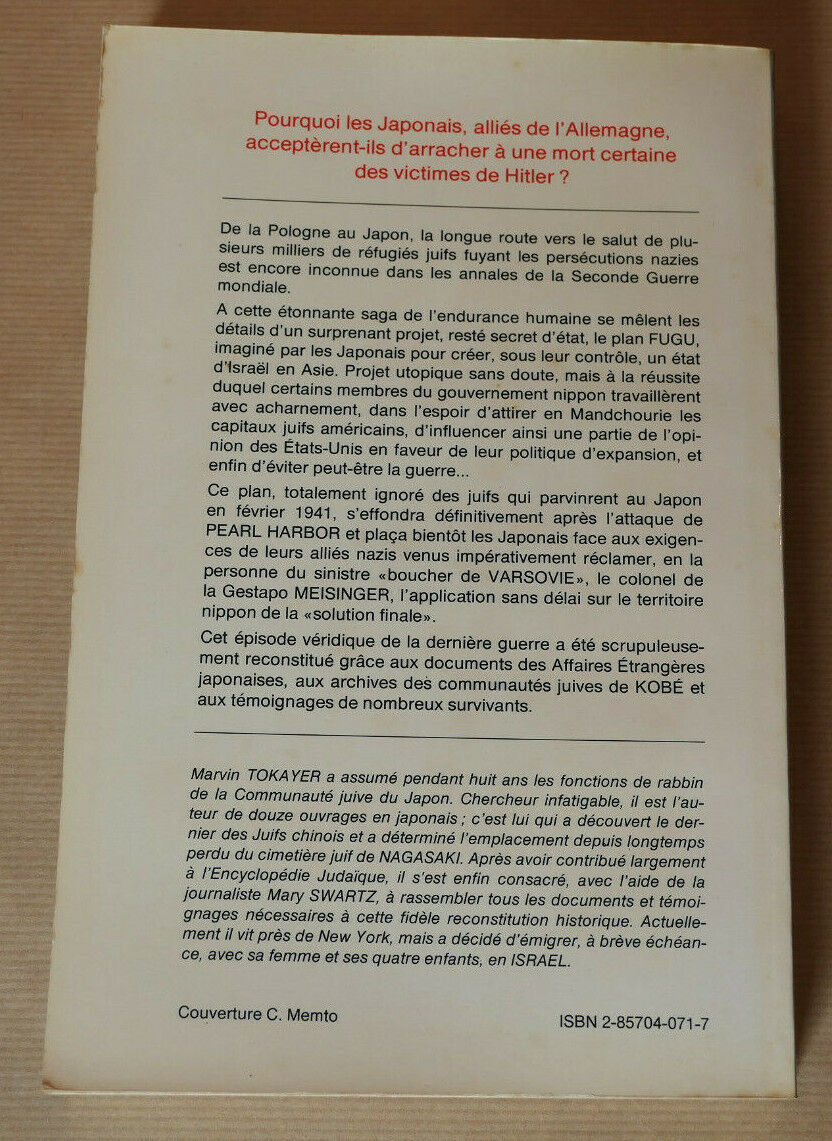 Pourquoi les Japonais, alliés de l'Allemagne,
acceptèrent-ils d'arracher à une mort certaine
des victimes de Hitler ?
De la Pologne au Japon, la longue route vers le salut de plu-
sieurs milliers de réfugiés juifs fuyant les persécutions nazies
est encore inconnue dans les annales de la Seconde Guerre
mondiale.
A cette étonnante saga de l'endurance humaine se mêlent les
détails d'un surprenant projet, resté secret d'état, le plan FUGU,
imaginé par les Japonais pour créer, sous leur contrôle, un état
d'Israël en Asie. Projet utopique sans doute, mais à la réussite
duquel certains membres du gouvernement nippon travaillèrent
avec acharnement, dans l'espoir d'attirer en Mandchourie les
capitaux juifs américains, d'influencer ainsi une partie de l'opi-
nion des États-Unis en faveur de leur politique d'expansion, et
enfin d'éviter peut-être la guerre...
Ce plan, totalement ignoré des juifs qui parvinrent au Japon
en février 1941, s'effondra définitivement après l'attaque de
PEARL HARBOR et plaça bientôt les Japonais face aux exigen-
ces de leurs alliés nazis venus impérativement réclamer, en la
personne du sinistre «boucher de VARSOVIE», le colonel de
la Gestapo MEISINGER, l'application sans délai sur le territoire
nippon de la «solution finale».
Cet épisode véridique de la dernière guerre a été scrupuleuse-
ment reconstitué grâce aux documents des Affaires Étrangères
japonaises, aux archives des communautés juives de KOBÉ et
aux témoignages de nombreux survivants.
Marvin TOKAYER a assumé pendant huit ans les fonctions de rabbin
de la Communauté juive du Japon. Chercheur infatigable, il est l'au-
teur de douze ouvrages en japonais ; c'est lui qui a découvert le der-
nier des Juifs chinois et a déterminé l'emplacement depuis longtemps
perdu du cimetière juif de NAGASAKI. Après avoir contribué largement
à l'Encyclopédie Judaïque, il s'est enfin consacré, avec l'aide de la
journaliste Mary SWARTZ, à rassembler tous les documents et témoi-
gnages nécessaires à cette fidèle reconstitution historique. Actuelle-
ment il vit près de New York, mais a décidé d'émigrer, à brève échéan-
ce, avec sa femme et ses quatre enfants, en ISRAEL.
Couverture C. Memto
ISBN 2-85704-071-7